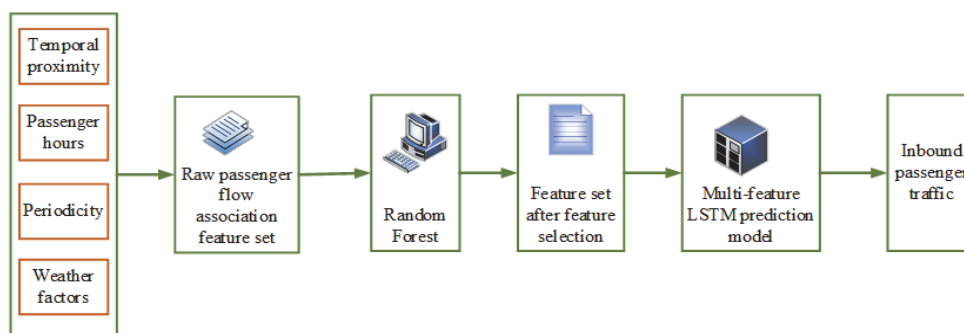 Temporal
proximity
Passenger
hours
Periodicity
Weather
factors
Raw passenger
flow
association
feature set
Random
Forest
Feature set
after feature
selection
Multi-feature
LSTM prediction
model
Inbound
passenger
traffic